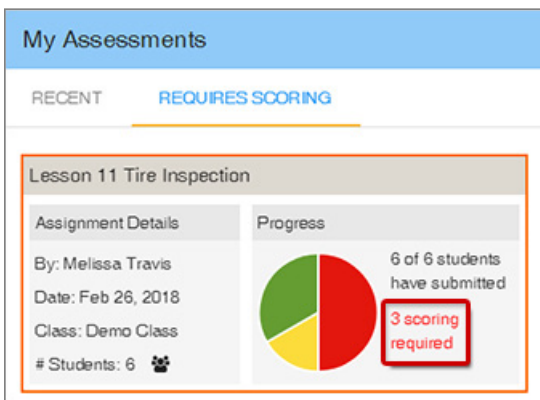 My Assessments
RECENT
REQUIRES SCORING
Lesson 11 Tire Inspection
Assignment Details
By: Melissa Travis
Date: Feb 26, 2018
Class: Demo Class
# Students: 6
Progress
6 of 6 students
have submitted
3 scoring
required